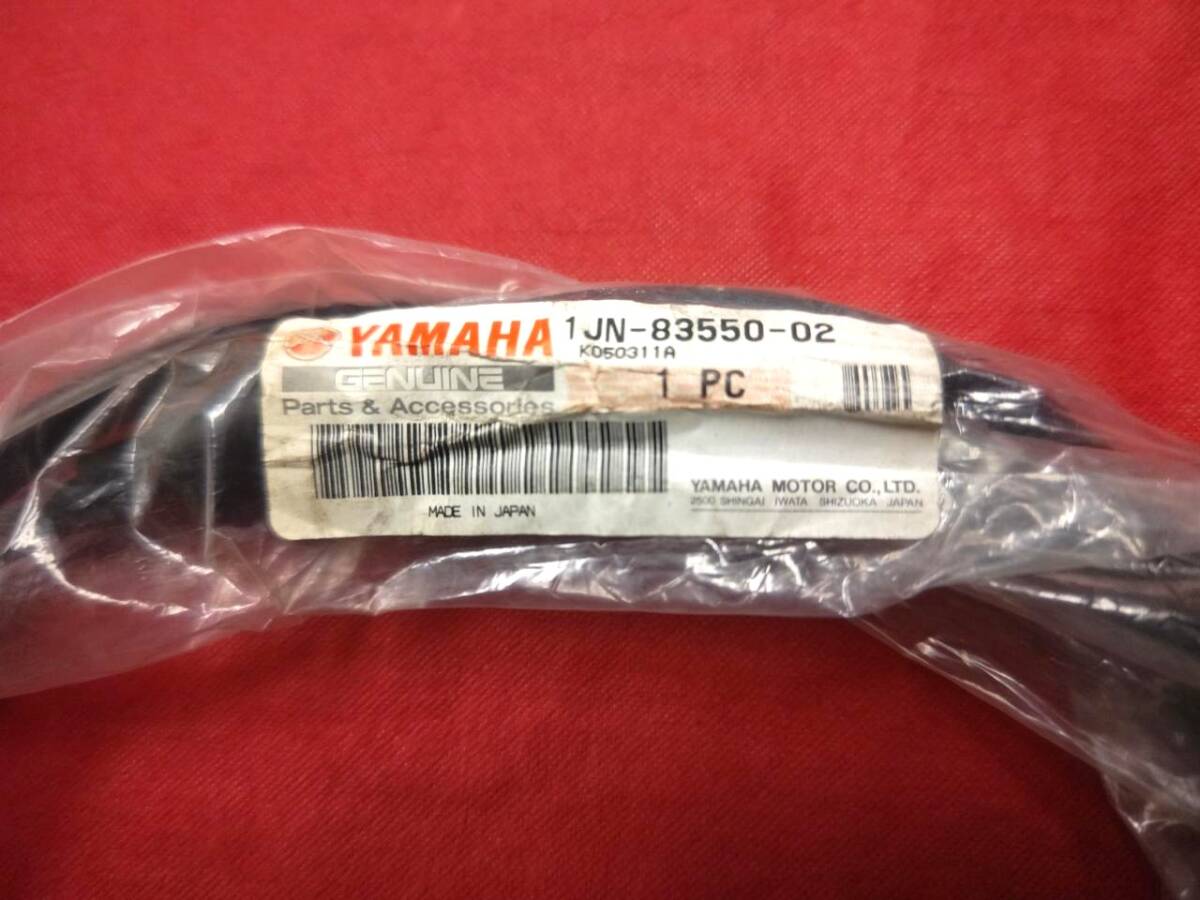 YAMAHA
GENUINE
Parts & Accessories
1JN-83550-02
KD50311A
1 PC
MADE IN JAPAN
YAMAHA MOTOR CO.,LTD.
2500 SHINGAI IWATA SHIZUOKA JAPAN